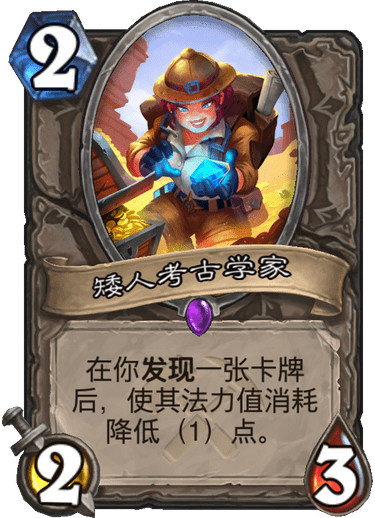 2
矮人考古学家
在你发现一张卡牌
后，使其法力值消耗
降低（1）点。
2
3